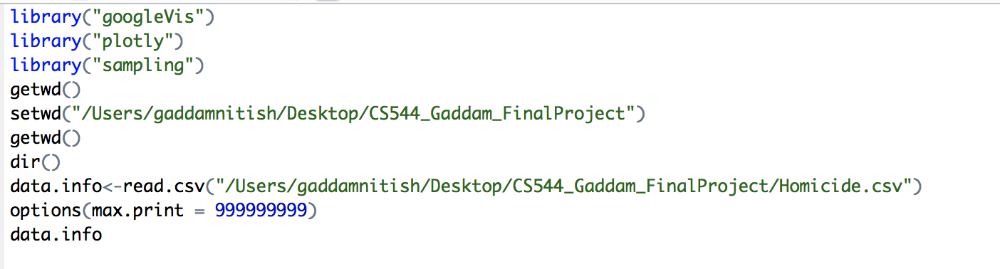 library("googleVis")
library("plotly")
library("sampling")
getwd()
setwd("/Users/gaddamnitish/Desktop/CS544_Gaddam_FinalProject")
getwd()
dir()
data.info<-read.csv("/Users/gaddamnitish/Desktop/CS544_Gaddam_FinalProject/Homicide.csv")
options(max.print = 999999999)
data.info